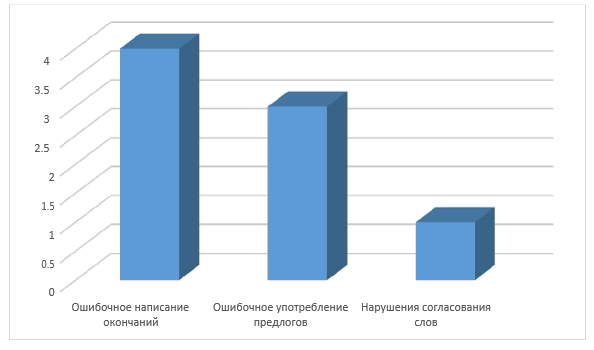 4
3.5
3
2.5
2
1.5
1
0.5
0
Ошибочное написание
окончаний
Ошибочное употребление
предлогов
Нарушения согласования
слов